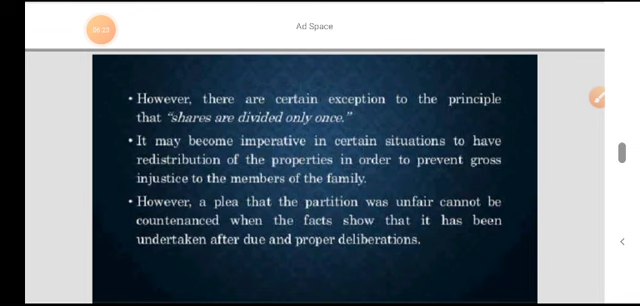 06:23
Ad Space
• However, there are certain exception to the principle
that "shares are divided only once."
• It may become imperative in certain situations to have
redistribution of the properties in order to prevent gross
injustice to the members of the family.
• However, a plea that the partition was unfair cannot be
countenanced when the facts show that it has been
undertaken after due and proper deliberations.